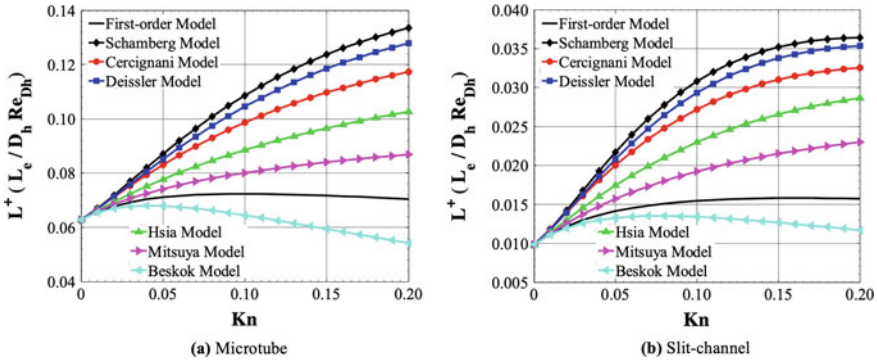 First-order Model
Schamberg Model
Cercignani Model
Deissler Model
Hsia Model
Mitsuya Model
Beskok Model
L+ ( Le / Dh ReDh)
0.14
0.12
0.10
0.08
0.06
0.04
0 0.05 0.10 0.15 0.20
Kn
(a) Microtube
First-order Model
Schamberg Model
Cercignani Model
Deissler Model
Hsia Model
Mitsuya Model
Beskok Model
L+ ( Le / Dh ReDh)
0.040
0.035
0.030
0.025
0.020
0.015
0.010
0.005
0 0.05 0.10 0.15 0.20
Kn
(b) Slit-channel